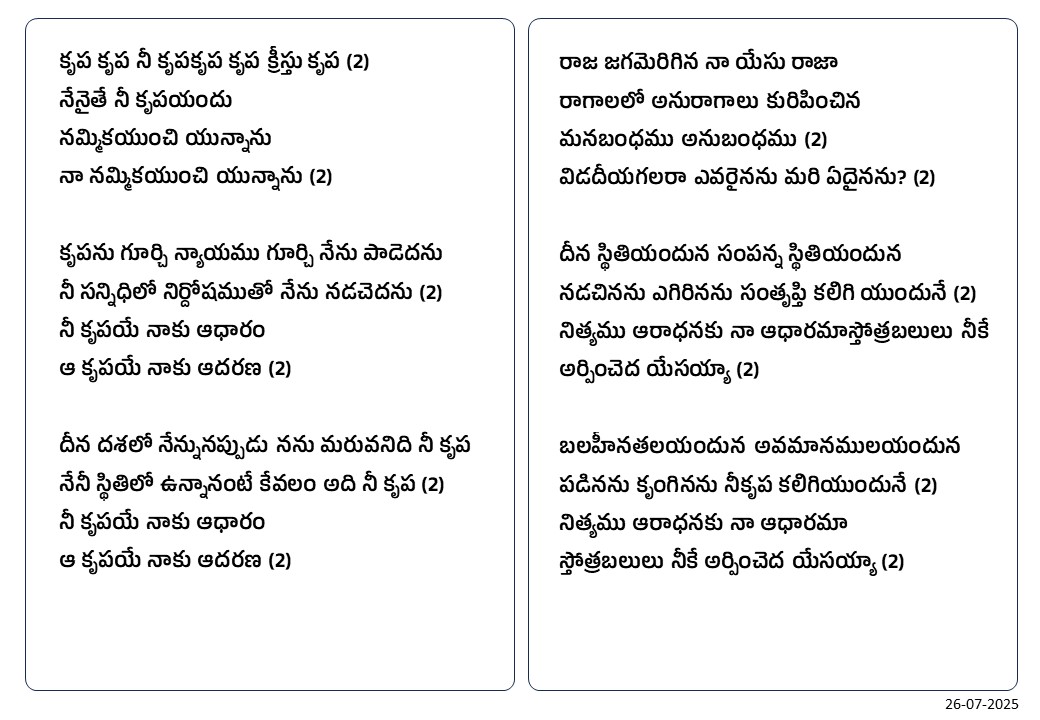 కృప కృప నీ కృపకృప కృప క్రీస్తు కృప (2)
నేనైతే నీ కృపయందు
నమ్మికయుంచి యున్నాను
నా నమ్మికయుంచి యున్నాను (2)
కృపను గూర్చి న్యాయము గూర్చి నేను పాడెదను
నీ సన్నిధిలో నిర్దోషముతో నేను నడచెదను (2)
నీ కృపయే నాకు ఆధారం
ఆ కృపయే నాకు ఆదరణ (2)
దీన దశలో నేన్నునప్పుడు నను మరువనిది నీ కృప
నేనీ స్థితిలో ఉన్నానంటే కేవలం అది నీ కృప (2)
నీ కృపయే నాకు ఆధారం
ఆ కృపయే నాకు ఆదరణ (2)
రాజ జగమెరిగిన నా యేసు రాజా
రాగాలలో అనురాగాలు కురిపించిన
మనబంధము అనుబంధము (2)
విడదీయగలరా ఎవరైనను మరి ఏదైనను? (2)
దీన స్థితియందున సంపన్న స్థితియందున
నడచినను ఎగిరినను సంతృప్తి కలిగి యుందునే (2)
నిత్యము ఆరాధనకు నా ఆధారమాస్తోత్రబలులు నీకే
అర్పించెద యేసయ్యా (2)
బలహీనతలయందున అవమానములయందున
పడినను కృంగినను నీకృప కలిగియుందునే (2)
నిత్యము ఆరాధనకు నా ఆధారమా
స్తోత్రబలులు నీకే అర్పించెద యేసయ్యా (2)
26-07-2025